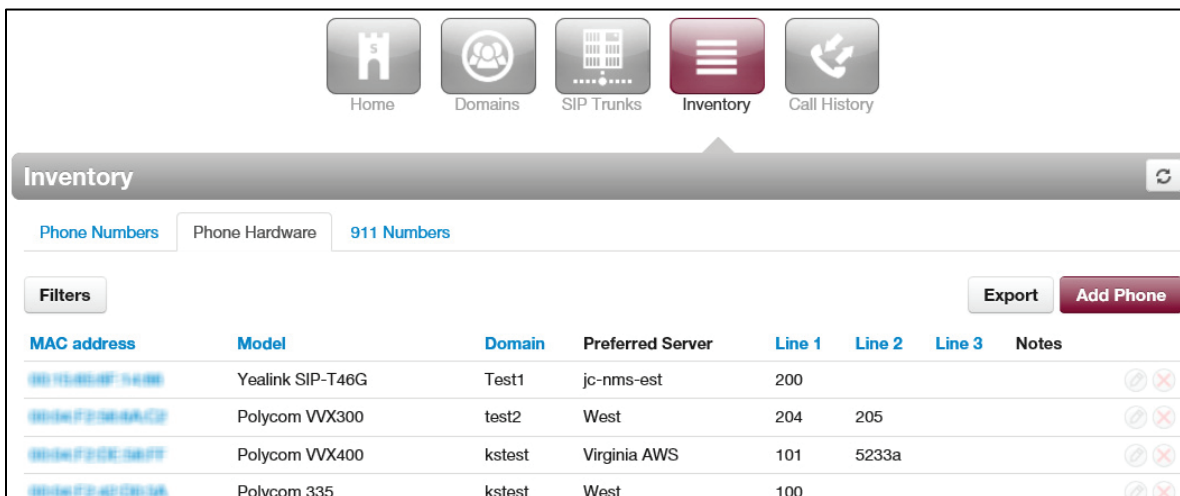 S
Home Domains SIP Trunks Inventory Call History
Inventory
Phone Numbers Phone Hardware 911 Numbers
Filters Export Add Phone
MAC address Model Domain Preferred Server Line 1 Line 2 Line 3 Notes
Yealink SIP-T46G Test1 jc-nms-est 200
Polycom VVX300 test2 West 204 205
Polycom VVX400 kstest Virginia AWS 101 5233a
Polycom 335 kstest West 100